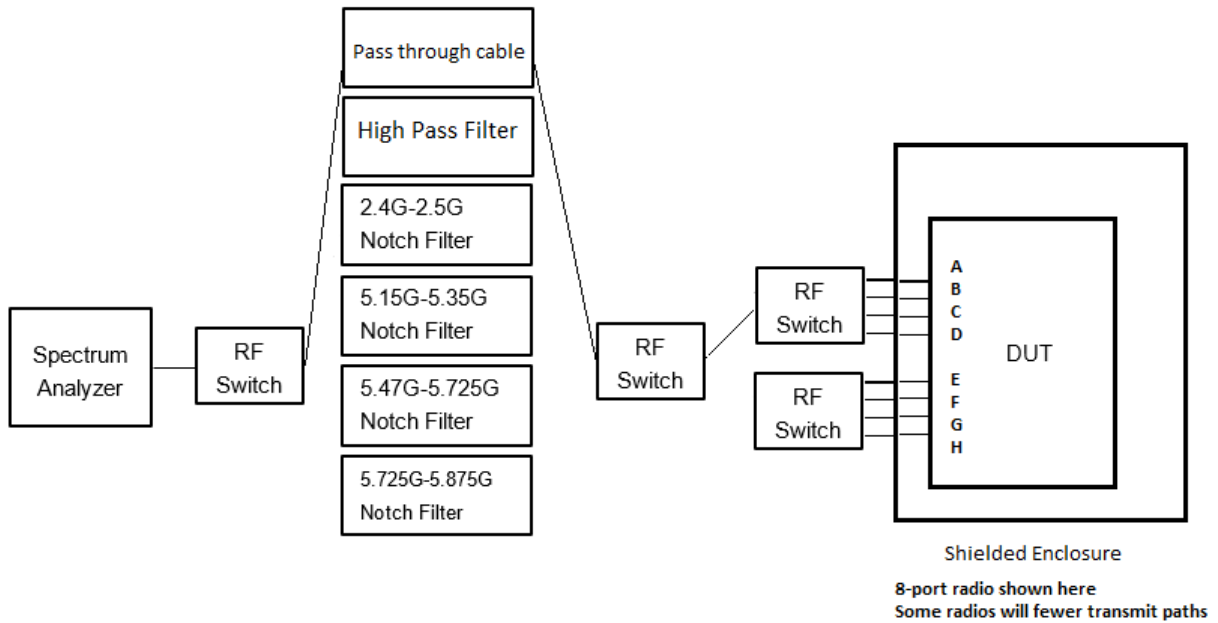 Pass through cable
High Pass Filter
2.4G-2.5G
Notch Filter
5.15G-5.35G
Notch Filter
5.47G-5.725G
Notch Filter
5.725G-5.875G
Notch Filter
Spectrum
Analyzer
RF
Switch
RF
Switch
RF
Switch
RF
Switch
A
B
C
D
E
F
G
H
DUT
Shielded Enclosure
8-port radio shown here
Some radios will fewer transmit paths